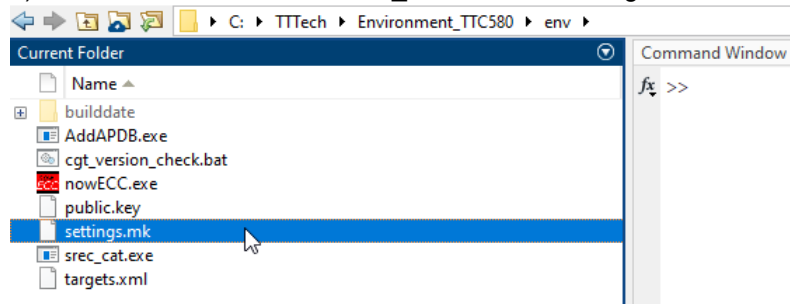 C: ▸ TTTech ▸ Environment_TTC580 ▸ env ▸
Current Folder
Command Window
Name
fx >>
builddate
AddAPDB.exe
cgt_version_check.bat
nowECC.exe
public.key
settings.mk
srec_cat.exe
targets.xml